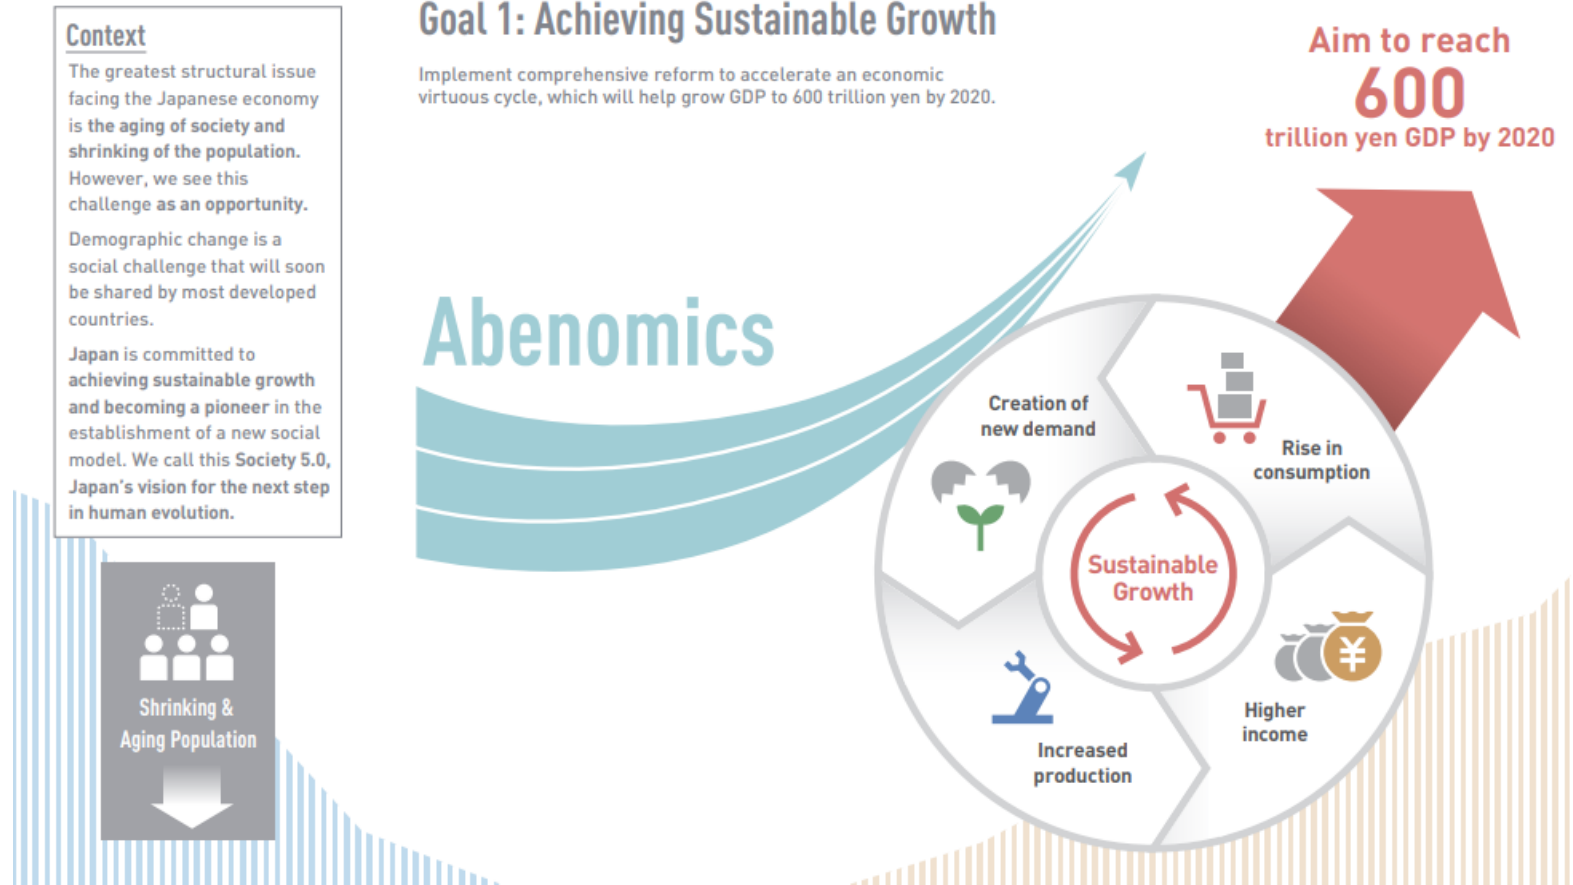 Context
The greatest structural issue
facing the Japanese economy
is the aging of society and
shrinking of the population.
However, we see this
challenge as an opportunity.
Demographic change is a
social challenge that will soon
be shared by most developed
countries.
Japan is committed to
achieving sustainable growth
and becoming a pioneer in the
establishment of a new social
model. We call this Society 5.0,
Japan's vision for the next step
in human evolution.
Shrinking &
Aging Population
Goal 1: Achieving Sustainable Growth
Implement comprehensive reform to accelerate an economic
virtuous cycle, which will help grow GDP to 600 trillion yen by 2020.
Abenomics
Aim to reach
600
trillion yen GDP by 2020
Creation of
new demand
Rise in
consumption
Sustainable
Growth
¥
Higher
income
Increased
production